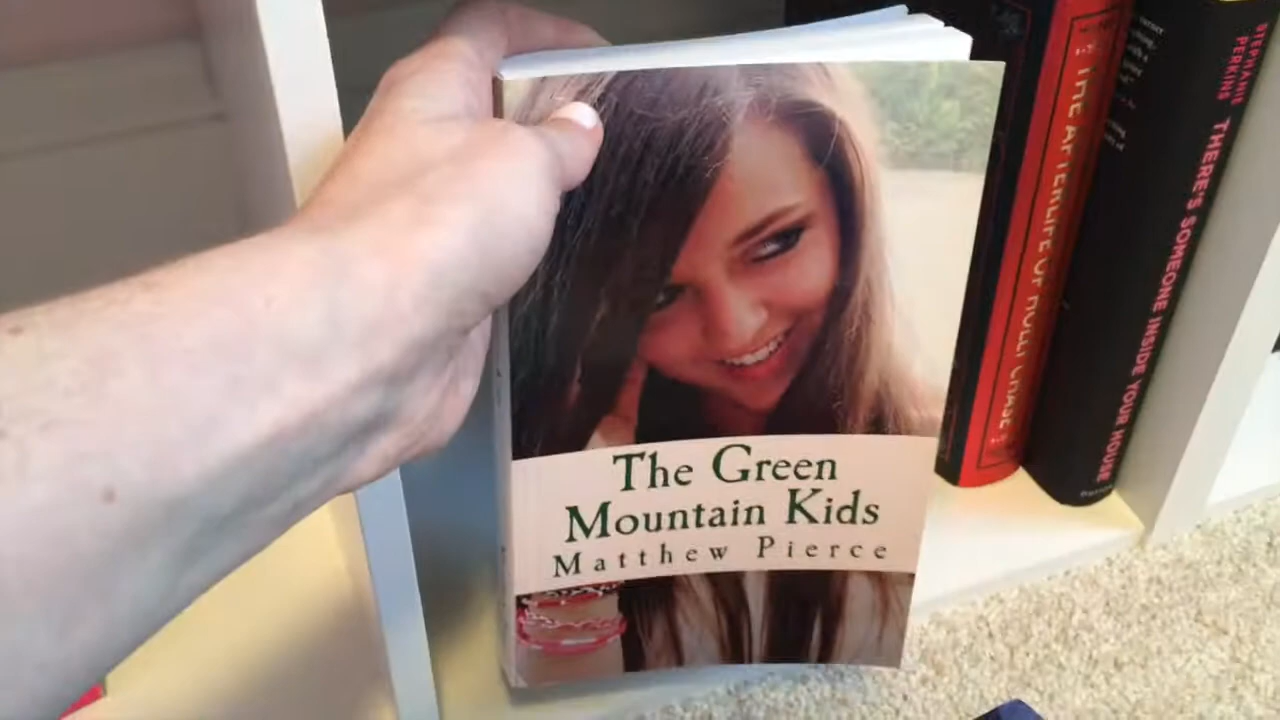 The Green
Mountain Kids
Matthew Pierce
THE AFTERLIFE OF HOLLY CHASE
STEPHANIE
PERKINS
THERE'S SOMEONE INSIDE YOUR HOUSE